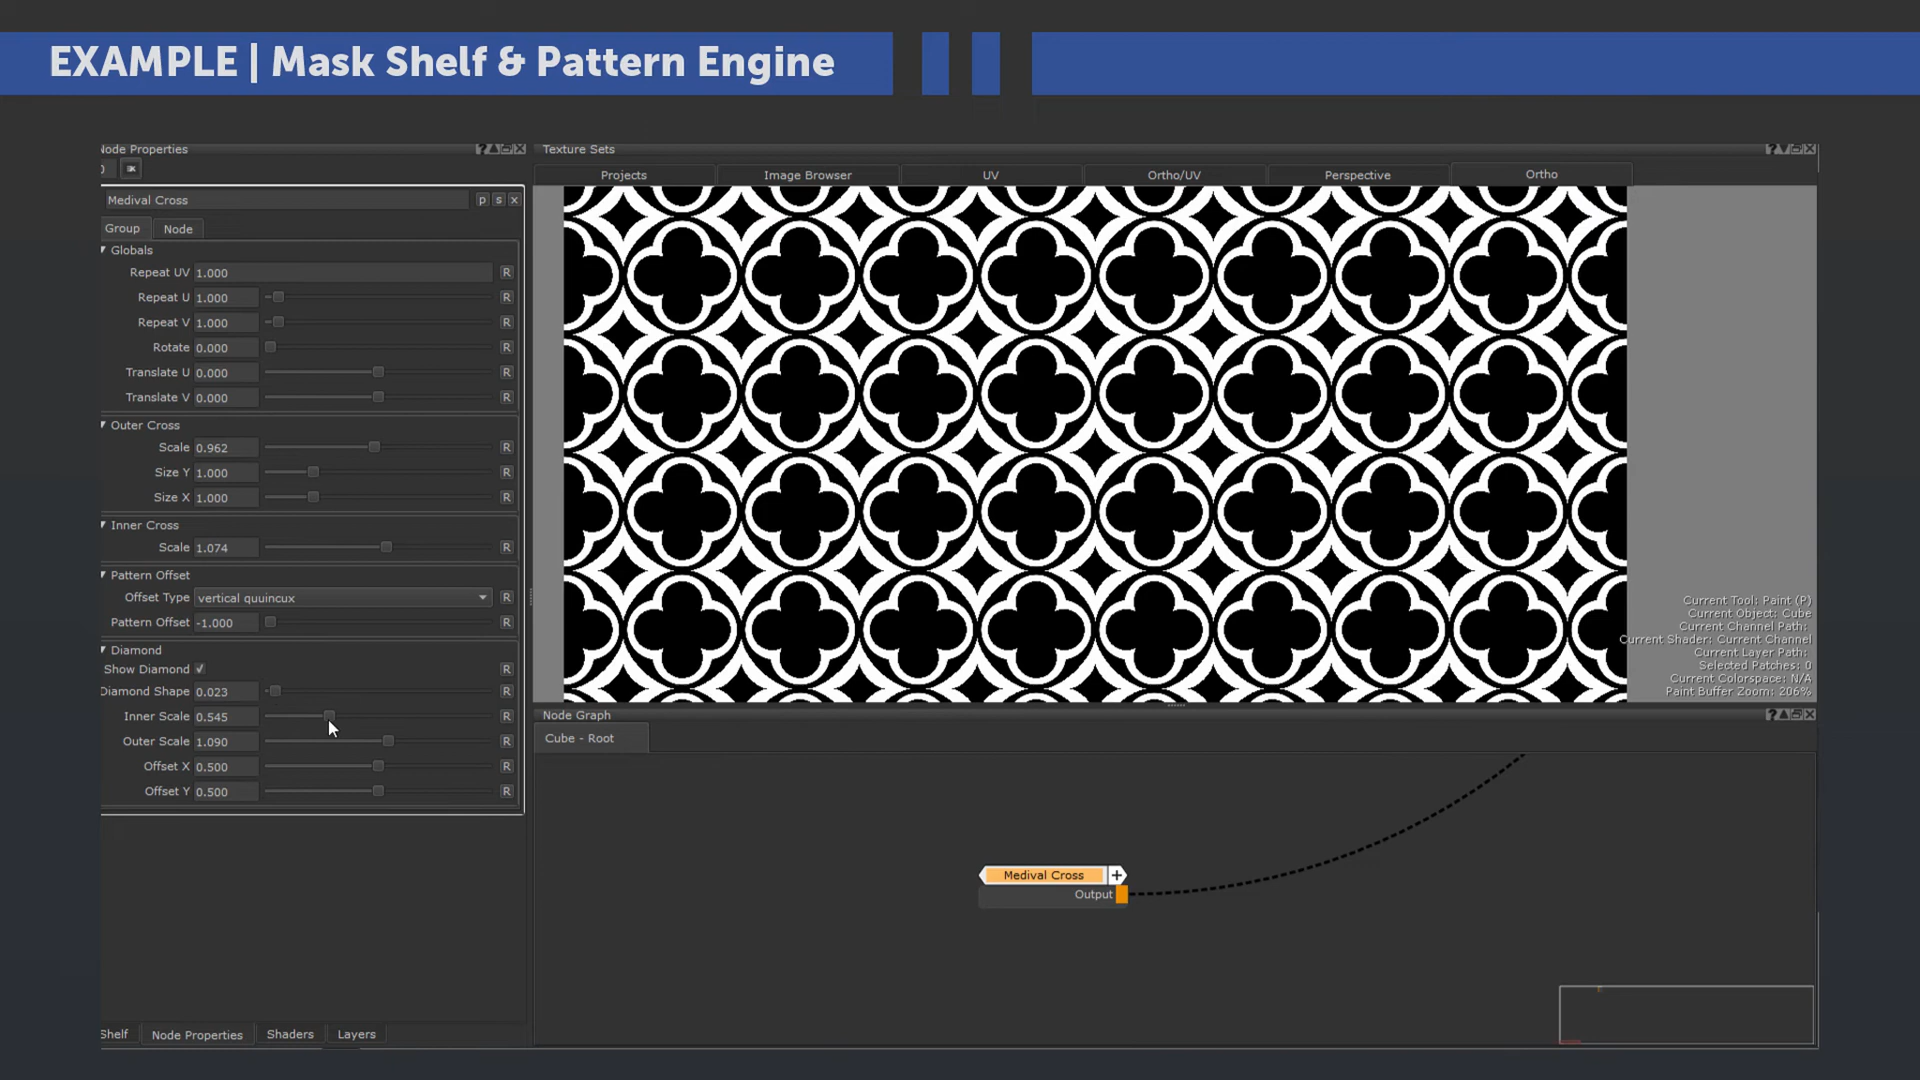 EXAMPLE | Mask Shelf & Pattern Engine
Node Properties
Texture Sets
Projects
Image Browser
UV
Ortho/UV
Perspective
Ortho
Medival Cross
p s x
Group
Node
Globals
Repeat UV 1.000 R
Repeat U 1.000 R
Repeat V 1.000 R
Rotate 0.000 R
Translate U 0.000 R
Translate V 0.000 R
Outer Cross
Scale 0.962 R
Size Y 1.000 R
Size X 1.000 R
Inner Cross
Scale 1.074 R
Pattern Offset
Offset Type vertical quuincux R
Pattern Offset -1.000 R
Diamond
Show Diamond R
Diamond Shape 0.023 R
Inner Scale 0.545 R
Outer Scale 1.090 R
Offset X 0.500 R
Offset Y 0.500 R
Current Tool: Paint (P)
Current Object: Cube
Current Channel Path:
Current Shader: Current Channel
Current Layer Path:
Selected Patches: 0
Current Colorspace: N/A
Paint Buffer Zoom: 206%
Node Graph
Cube - Root
Medival Cross +
Output
Shelf
Node Properties
Shaders
Layers